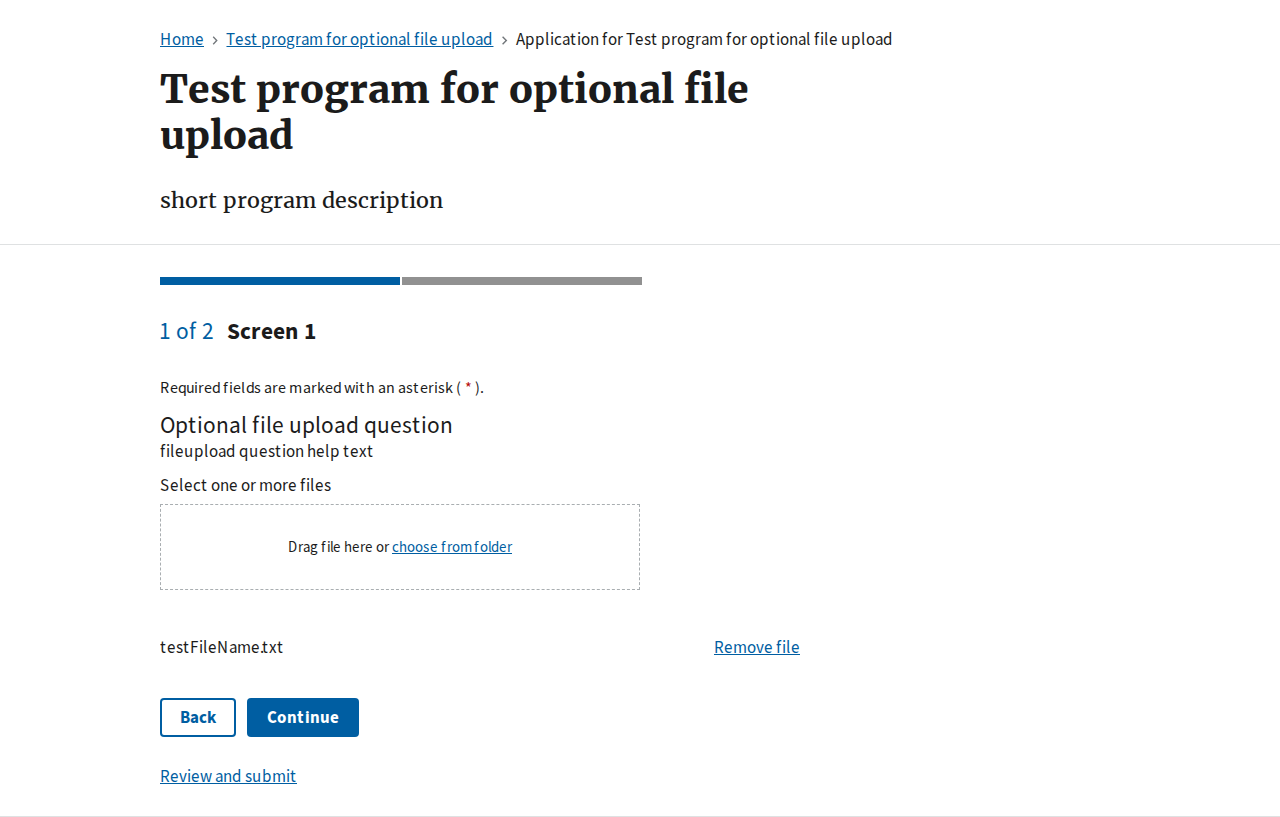 Home > Test program for optional file upload > Application for Test program for optional file upload
Test program for optional file
upload
short program description
1 of 2 Screen 1
Required fields are marked with an asterisk ( * ).
Optional file upload question
fileupload question help text
Select one or more files
Drag file here or choose from folder
testFileName.txt Remove file
Back Continue
Review and submit